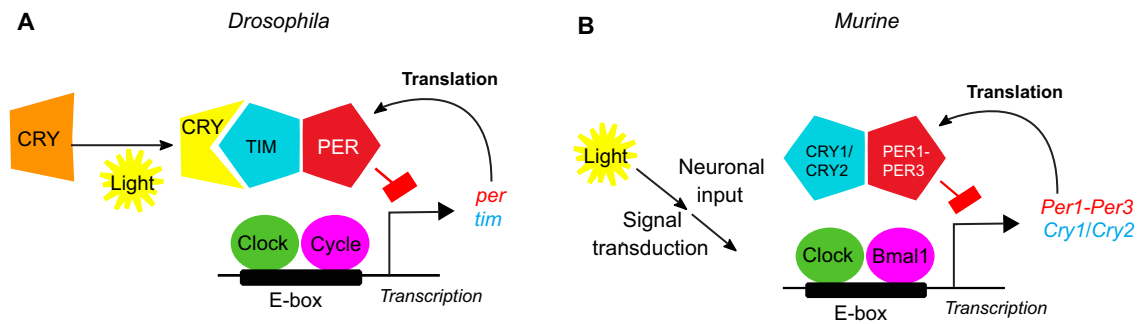 A
Drosophila
Translation
CRY
Light
CRY
TIM
PER
per
tim
Clock
Cycle
E-box
Transcription
B
Murine
Translation
Light
Neuronal
input
Signal
transduction
CRY1/
CRY2
PER1-
PER3
Per1-Per3
Cry1/Cry2
Clock
Bmal1
E-box
Transcription